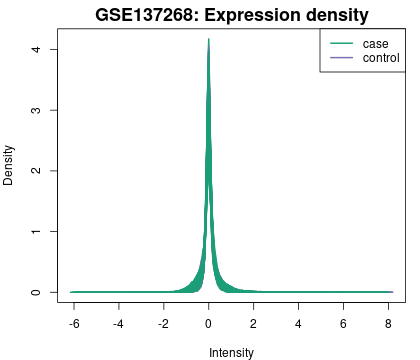 GSE137268: Expression density
case
control
Density
4
3
2
1
0
-6 -4 -2 0 2 4 6 8
Intensity